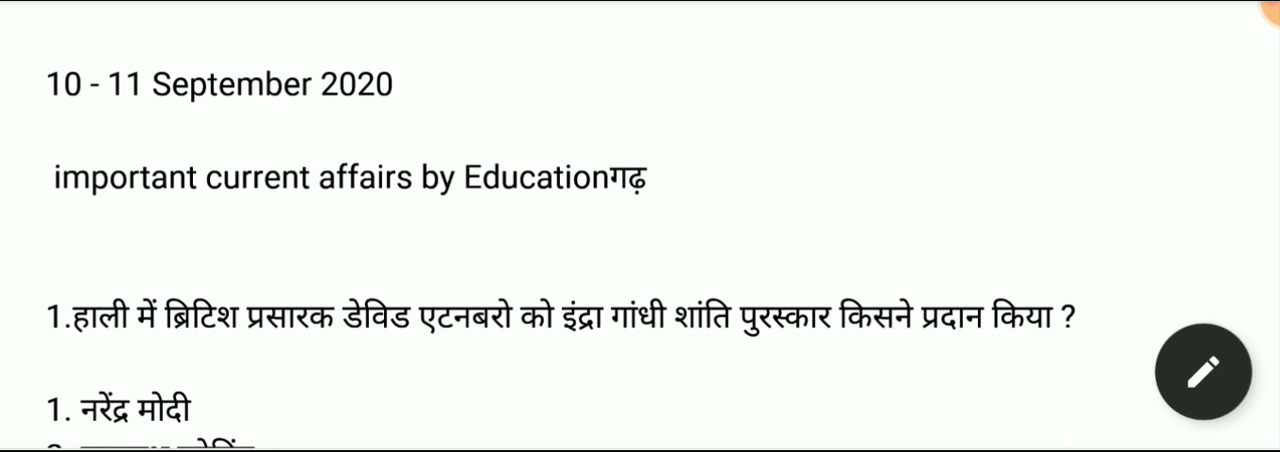 10 - 11 September 2020
important current affairs by Educationगढ़
1.हाली में ब्रिटिश प्रसारक डेविड एटनबरो को इंद्रा गांधी शांति पुरस्कार किसने प्रदान किया ?
1. नरेंद्र मोदी